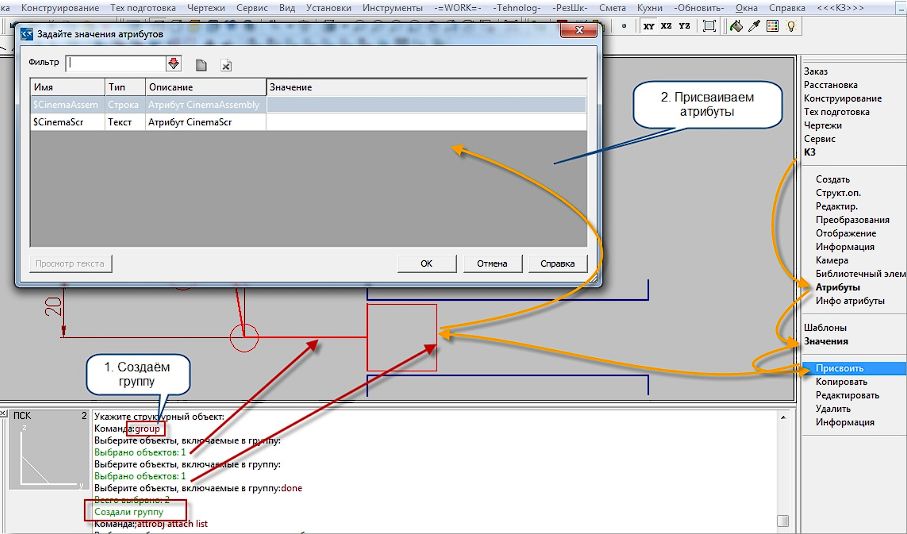 ка Конструирование Тех подготовка Чертежи Сервис Вид Установки Инструменты -=WORK=- -Tehnolog- -РезШк- Смета Кухни -Обновить- Окна Справка <<<К3>>>
XY XZ YZ
Задайте значения атрибутов
Фильтр
Имя Тип Описание Значение
$CinemaAssem Строка Атрибут CinemaAssembly
$CinemaScr Текст Атрибут CinemaScr
Просмотр текста OK Отмена Справка
2. Присваиваем
атрибуты
Заказ
Расстановка
Конструирование
Тех подготовка
Чертежи
Сервис
К3
Создать
Структ.оп.
Редактир.
Преобразования
Отображение
Информация
Камера
Библиотечный элем
Атрибуты
Инфо атрибуты
Шаблоны
Значения
Присвоить
Копировать
Редактировать
Удалить
Информация
20
1. Создаём
группу
ПСК 2
z
y
Укажите структурный объект:
Команда:group
Выберите объекты, включаемые в группу:
Выбрано объектов: 1
Выберите объекты, включаемые в группу:
Выбрано объектов: 1
Выберите объекты, включаемые в группу:done
Всего выбрано: 2
Создали группу
Команда:;attrobj attach list